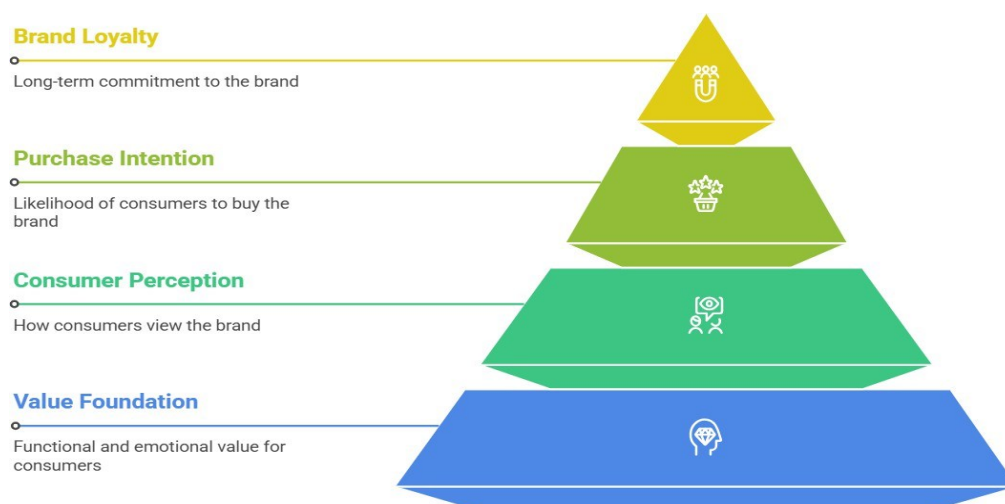 Brand Loyalty
Long-term commitment to the brand
Purchase Intention
Likelihood of consumers to buy the
brand
Consumer Perception
How consumers view the brand
Value Foundation
Functional and emotional value for
consumers